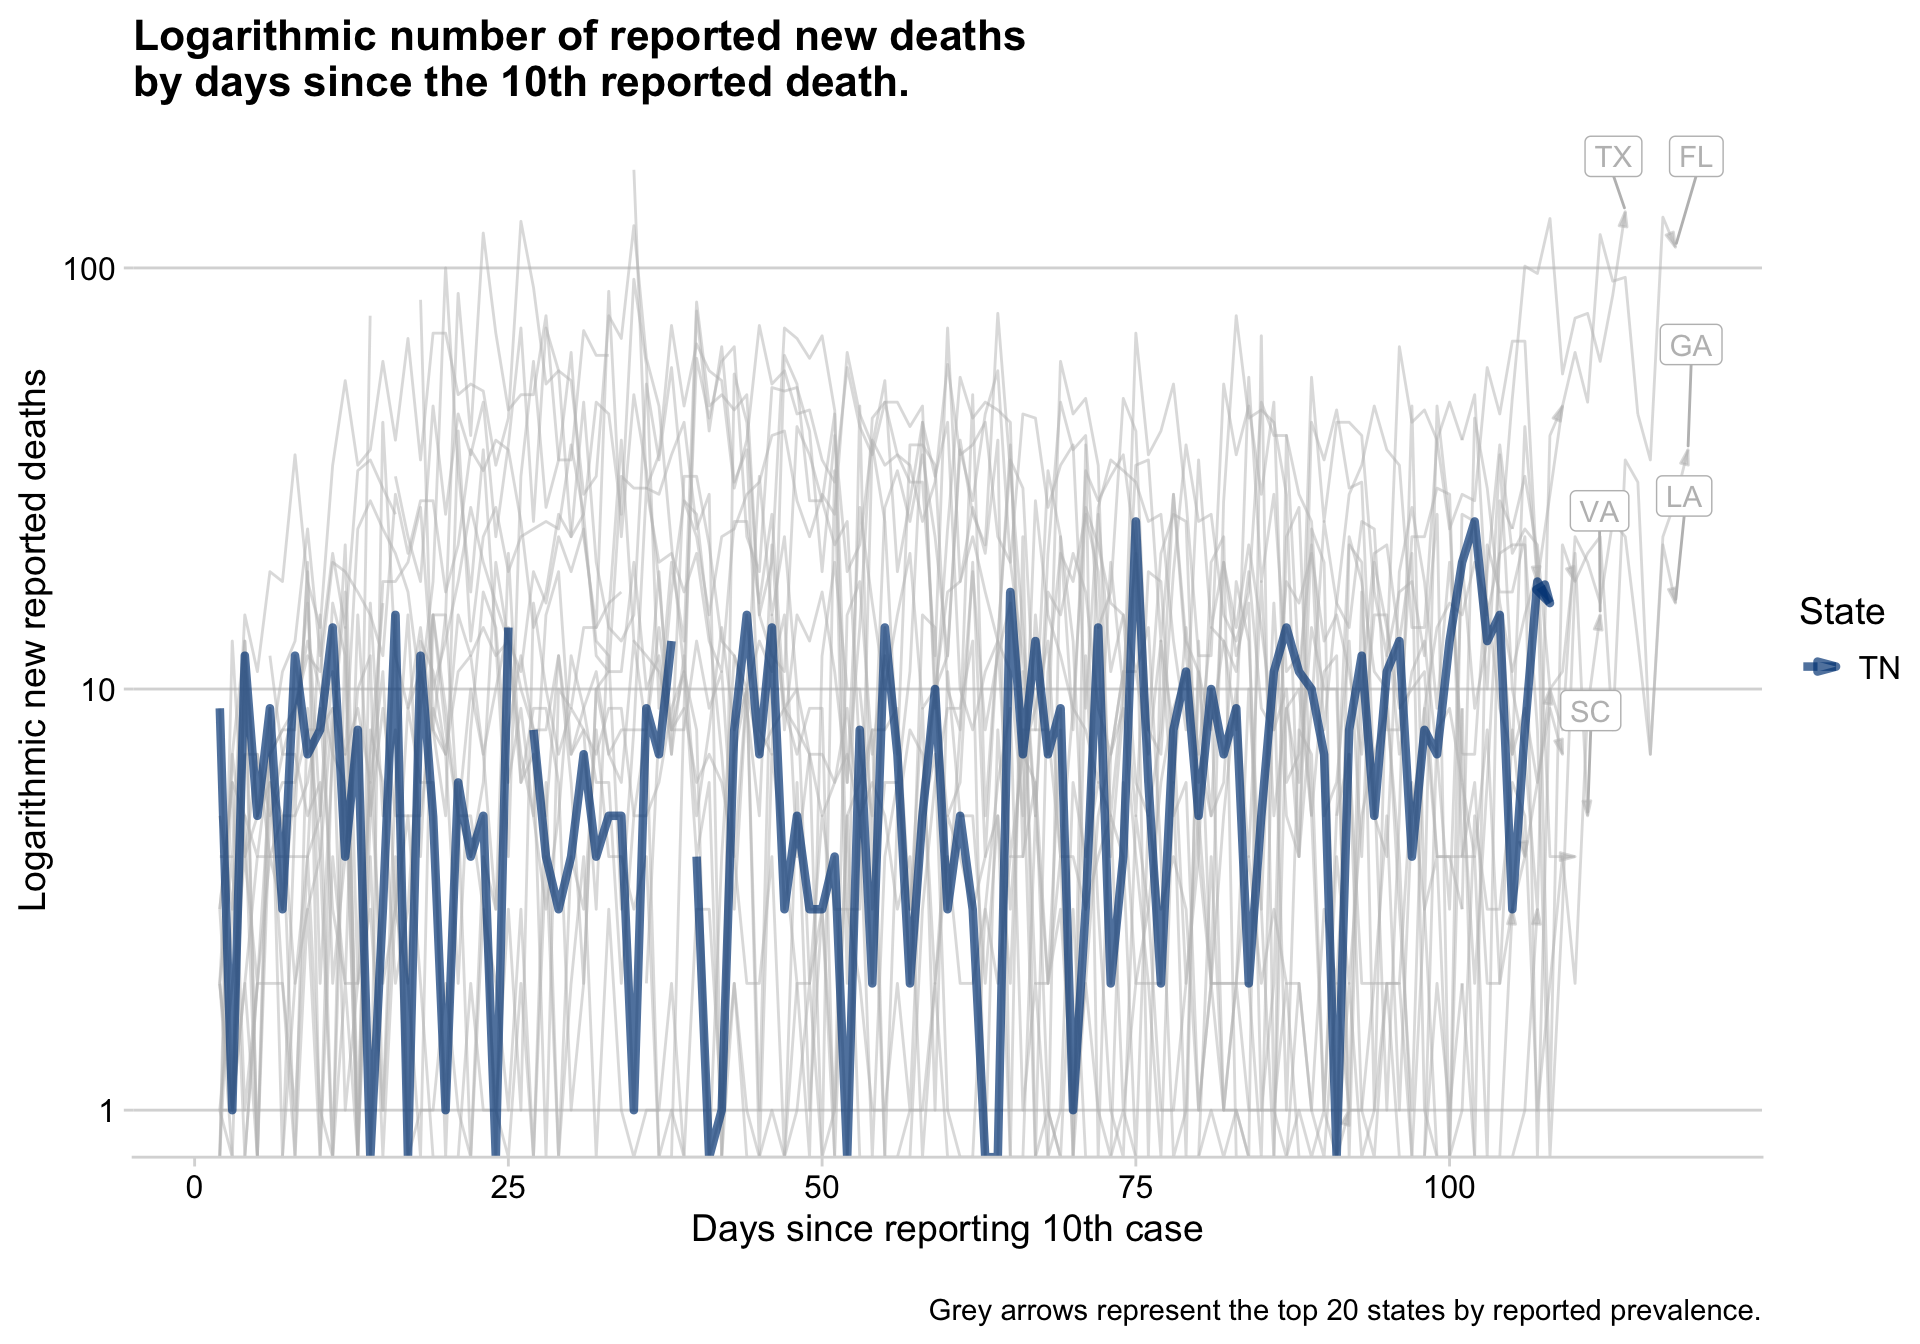 Logarithmic number of reported new deaths
by days since the 10th reported death.
TX
FL
100
GA
LA
VA
Logarithmic new reported deaths
State
TN
10
SC
1
0
25
50
75
100
Days since reporting 10th case
Grey arrows represent the top 20 states by reported prevalence.